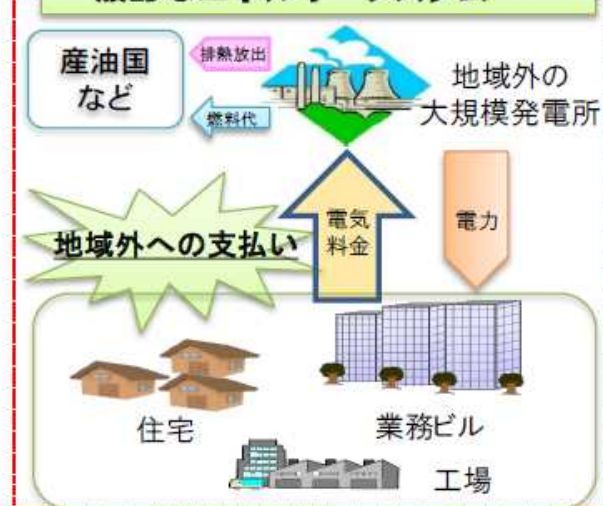 産油国
など
排熱放出
燃料代
地域外の
大規模発電所
地域外への支払い
電気
料金
電力
住宅
業務ビル
工場